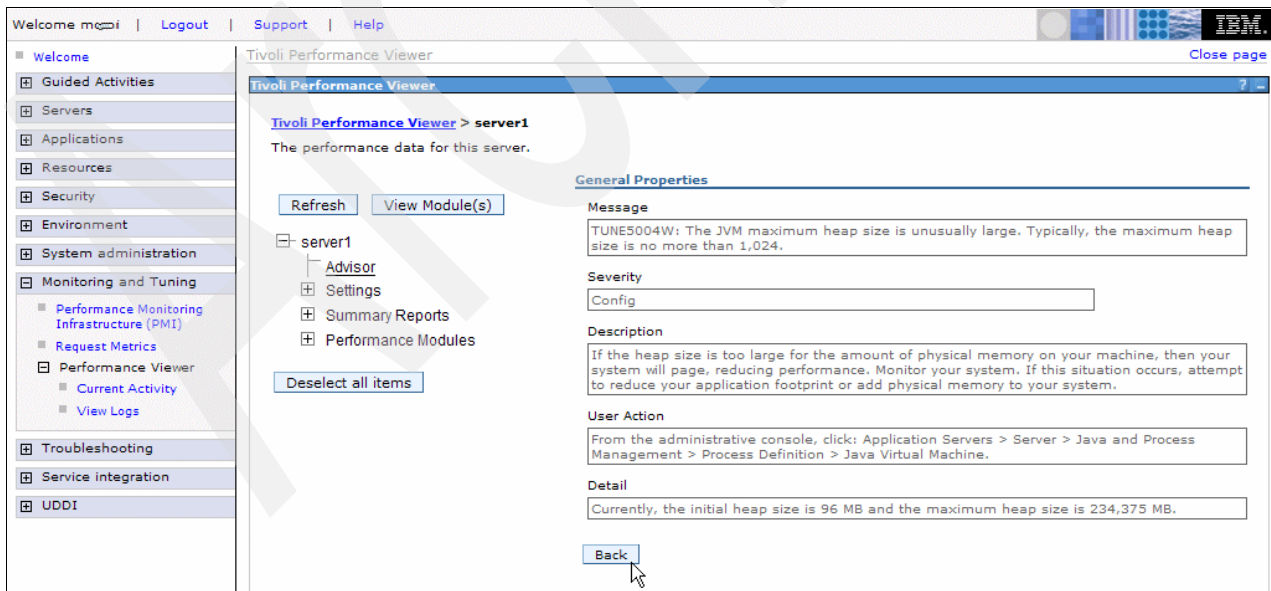 Welcome | Logout | Support | Help
IBM.
Welcome
Guided Activities
Servers
Applications
Resources
Security
Environment
System administration
Monitoring and Tuning
Performance Monitoring
Infrastructure (PMI)
Request Metrics
Performance Viewer
Current Activity
View Logs
Troubleshooting
Service integration
UDDI
Tivoli Performance Viewer
Close page
Tivoli Performance Viewer
? –
Tivoli Performance Viewer > server1
The performance data for this server.
Refresh
View Module(s)
server1
Advisor
Settings
Summary Reports
Performance Modules
Deselect all items
General Properties
Message
TUNE5004W: The JVM maximum heap size is unusually large. Typically, the maximum heap
size is no more than 1,024.
Severity
Config
Description
If the heap size is too large for the amount of physical memory on your machine, then your
system will page, reducing performance. Monitor your system. If this situation occurs, attempt
to reduce your application footprint or add physical memory to your system.
User Action
From the administrative console, click: Application Servers > Server > Java and Process
Management > Process Definition > Java Virtual Machine.
Detail
Currently, the initial heap size is 96 MB and the maximum heap size is 234,375 MB.
Back